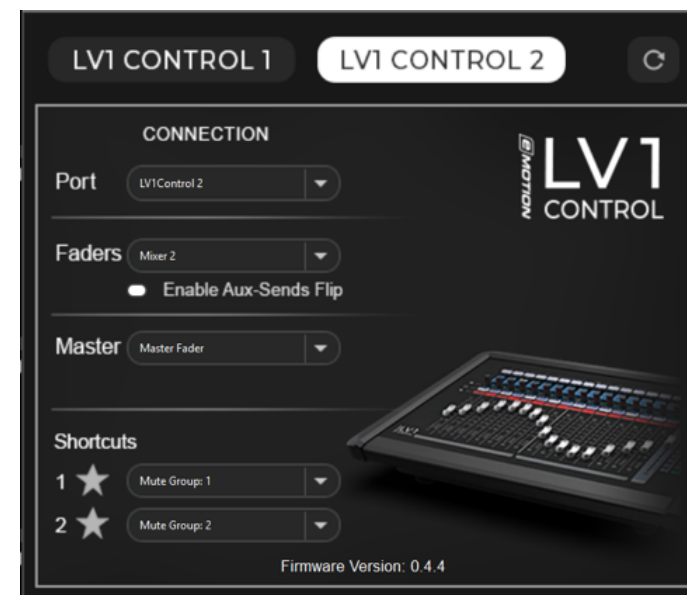 LV1 CONTROL 1 LV1 CONTROL 2
CONNECTION
Port LV1Control 2
Faders Mixer 2
Enable Aux-Sends Flip
Master Master Fader
Shortcuts
1 Mute Group: 1
2 Mute Group: 2
eMOTION
LV1
CONTROL
LV1
Firmware Version: 0.4.4